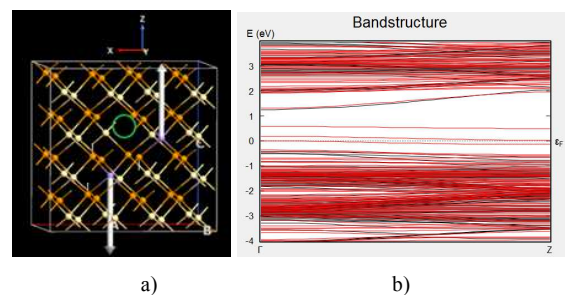 Z
X
Y
C
A
B
a)
Bandstructure
E (eV)
3
2
1
0
-1
-2
-3
-4
εF
Γ
Z
b)